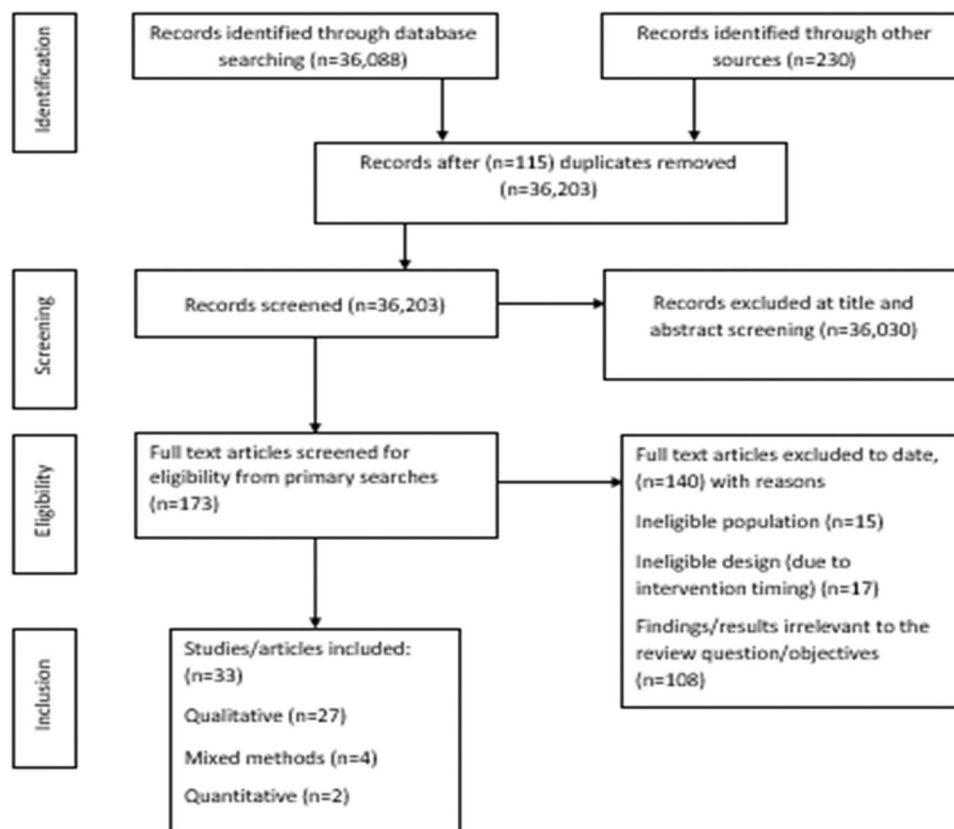 Identification
Records identified through database
searching (n=36,088)
Records identified through other
sources (n=230)
Records after (n=115) duplicates removed
(n=36,203)
Screening
Records screened (n=36,203)
Records excluded at title and
abstract screening (n=36,030)
Eligibility
Full text articles screened for
eligibility from primary searches
(n=173)
Full text articles excluded to date,
(n=140) with reasons
Ineligible population (n=15)
Ineligible design (due to
intervention timing) (n=17)
Findings/results irrelevant to the
review question/objectives
(n=108)
Inclusion
Studies/articles included:
(n=33)
Qualitative (n=27)
Mixed methods (n=4)
Quantitative (n=2)